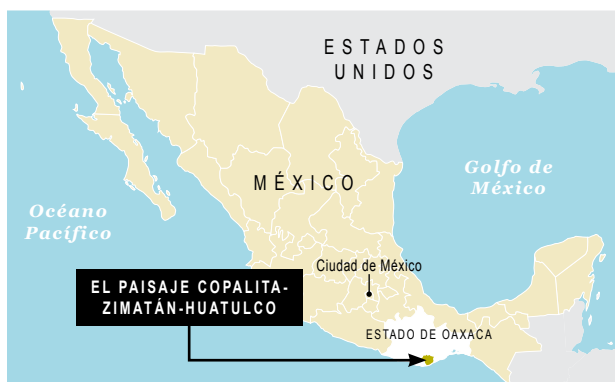 ESTADOS
UNIDOS
MÉXICO
Golfo de
México
Océano
Pacífico
Ciudad de México
EL PAISAJE COPALITA-
ZIMATÁN-HUATULCO
ESTADO DE OAXACA